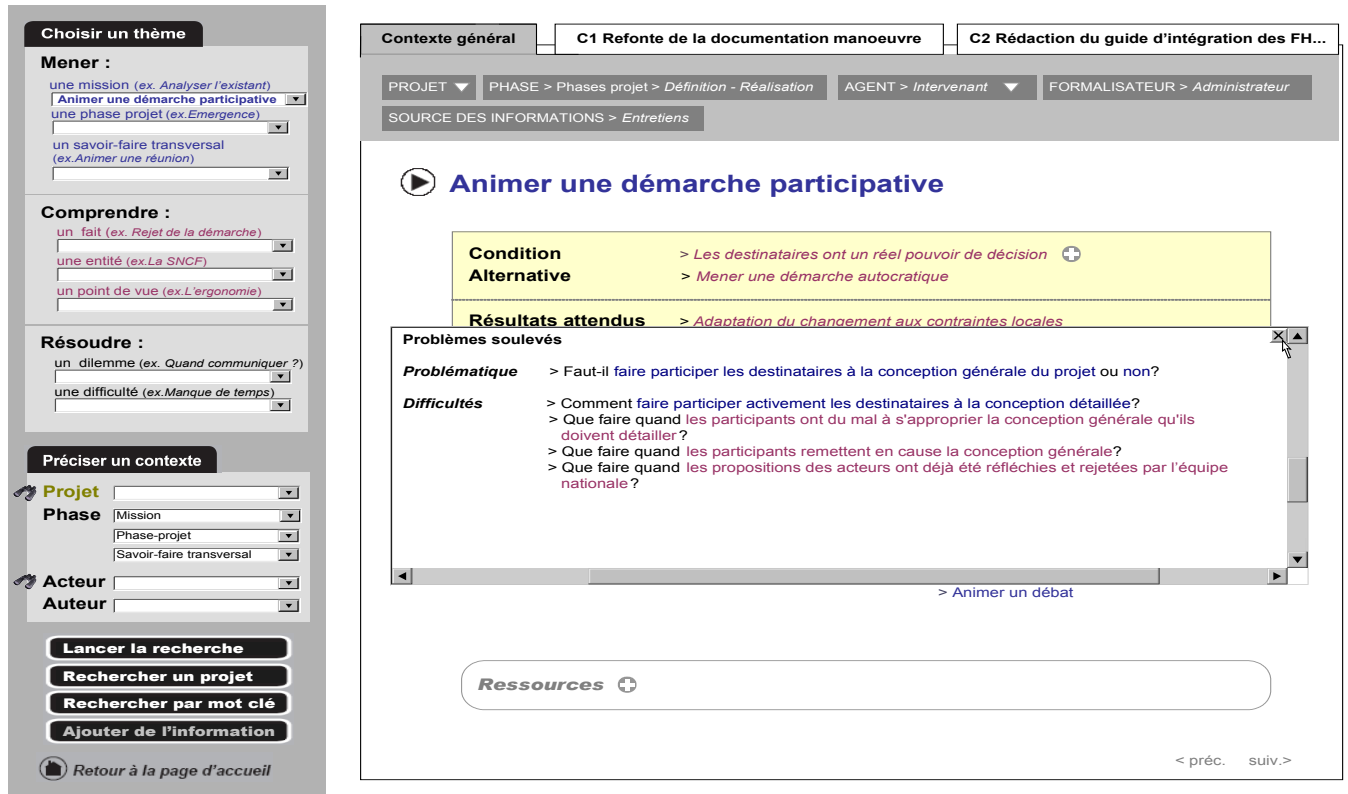 Choisir un thème
Mener :
une mission (ex. Analyser l'existant)
Animer une démarche participative
une phase projet (ex.Emergence)
un savoir-faire transversal
(ex.Animer une réunion)
Comprendre :
un fait (ex. Rejet de la démarche)
une entité (ex.La SNCF)
un point de vue (ex.L'ergonomie)
Résoudre :
un dilemme (ex. Quand communiquer ?)
une difficulté (ex.Manque de temps)
Préciser un contexte
Projet
Phase Mission
Phase-projet
Savoir-faire transversal
Acteur
Auteur
Lancer la recherche
Rechercher un projet
Rechercher par mot clé
Ajouter de l'information
Retour à la page d'accueil
Contexte général C1 Refonte de la documentation manoeuvre C2 Rédaction du guide d'intégration des FH...
PROJET PHASE > Phases projet > Définition - Réalisation AGENT > Intervenant FORMALISATEUR > Administrateur
SOURCE DES INFORMATIONS > Entretiens
Animer une démarche participative
Condition > Les destinataires ont un réel pouvoir de décision
Alternative > Mener une démarche autocratique
Résultats attendus > Adaptation du changement aux contraintes locales
Problèmes soulevés
Problématique > Faut-il faire participer les destinataires à la conception générale du projet ou non?
Difficultés > Comment faire participer activement les destinataires à la conception détaillée?
> Que faire quand les participants ont du mal à s'approprier la conception générale qu'ils
doivent détailler ?
> Que faire quand les participants remettent en cause la conception générale?
> Que faire quand les propositions des acteurs ont déjà été réfléchies et rejetées par l'équipe
nationale ?
> Animer un débat
Ressources
< préc. suiv.>